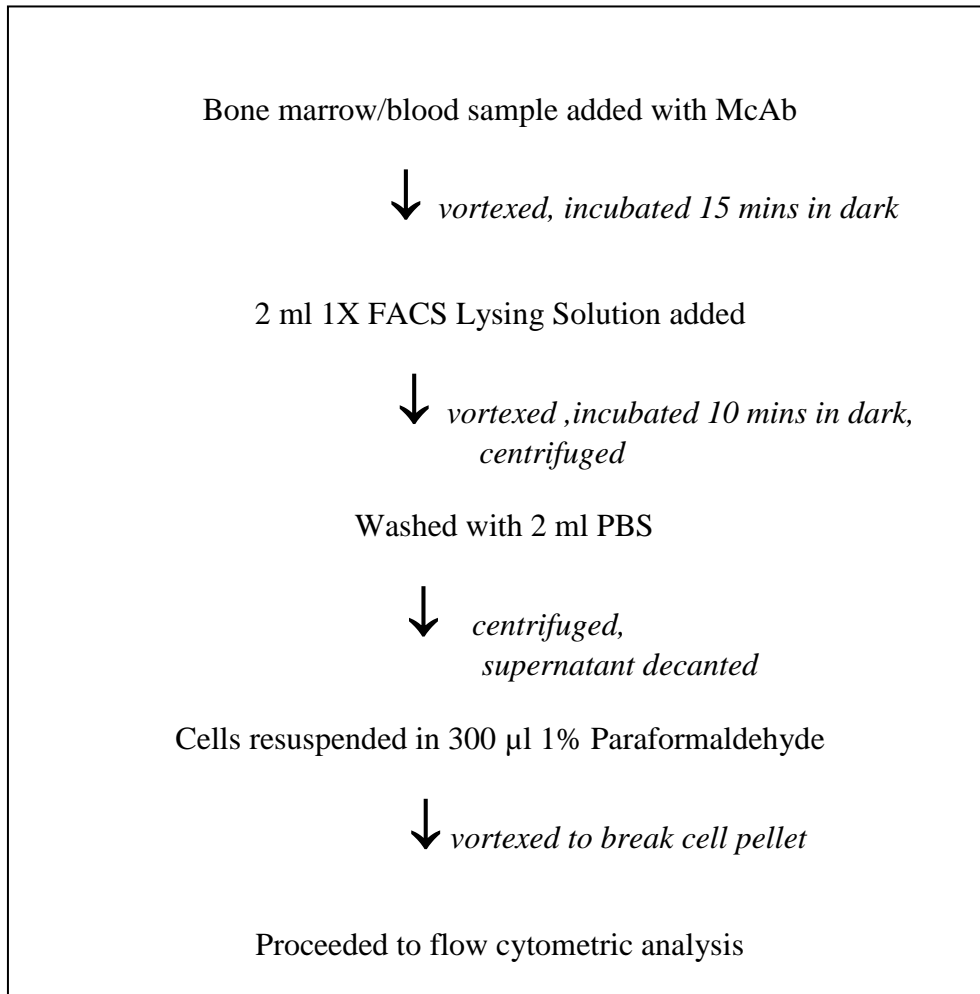 Bone marrow/blood sample added with McAb
vortexed, incubated 15 mins in dark
2 ml 1X FACS Lysing Solution added
vortexed ,incubated 10 mins in dark,
centrifuged
Washed with 2 ml PBS
centrifuged,
supernatant decanted
Cells resuspended in 300 µl 1% Paraformaldehyde
vortexed to break cell pellet
Proceeded to flow cytometric analysis